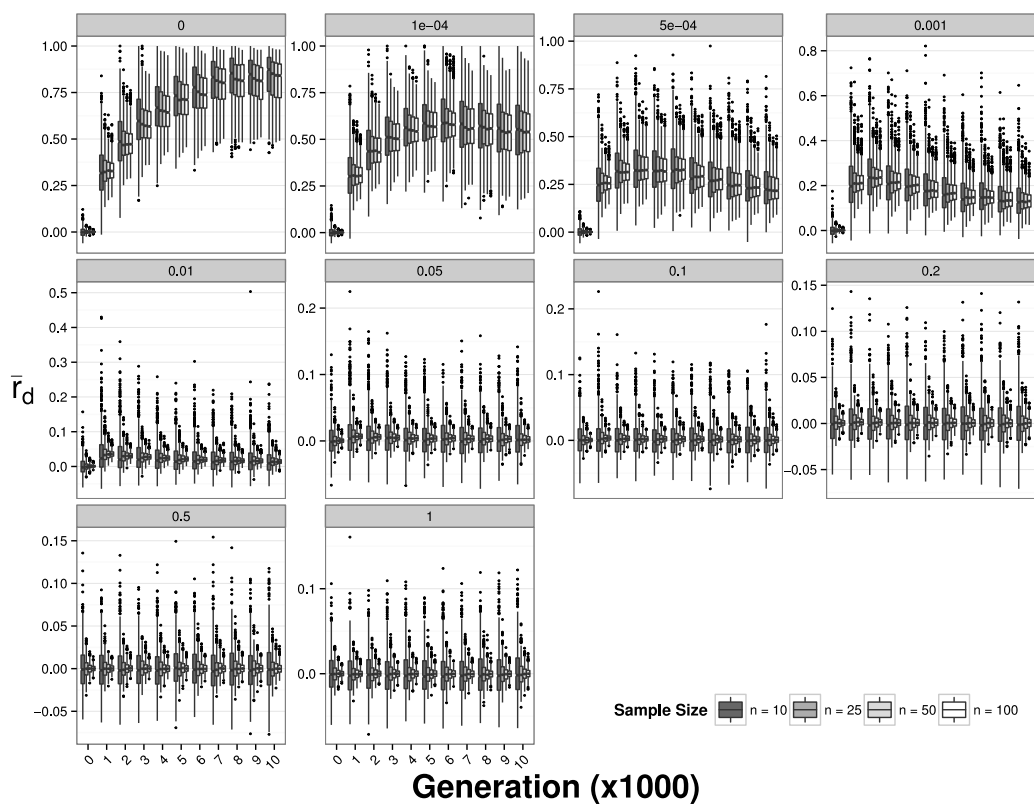 0 1e-04 5e-04 0.001
1.00 1.00 1.00 0.8
0.75 0.75 0.75 0.6
0.50 0.50 0.50 0.4
0.25 0.25 0.25 0.2
0.00 0.00 0.00 0.0
0.01 0.05 0.1 0.2
0.5 0.2 0.2 0.15
0.4 0.10
0.3 0.1 0.1 0.05
0.2 0.00
0.1 0.0 0.0 -0.05
0.0
r̄d
0.5 1
0.15 0.1
0.10
0.05 0.0
0.00
-0.05
0 1 2 3 4 5 6 7 8 9 10 0 1 2 3 4 5 6 7 8 9 10
Sample Size n = 10 n = 25 n = 50 n = 100
Generation (x1000)